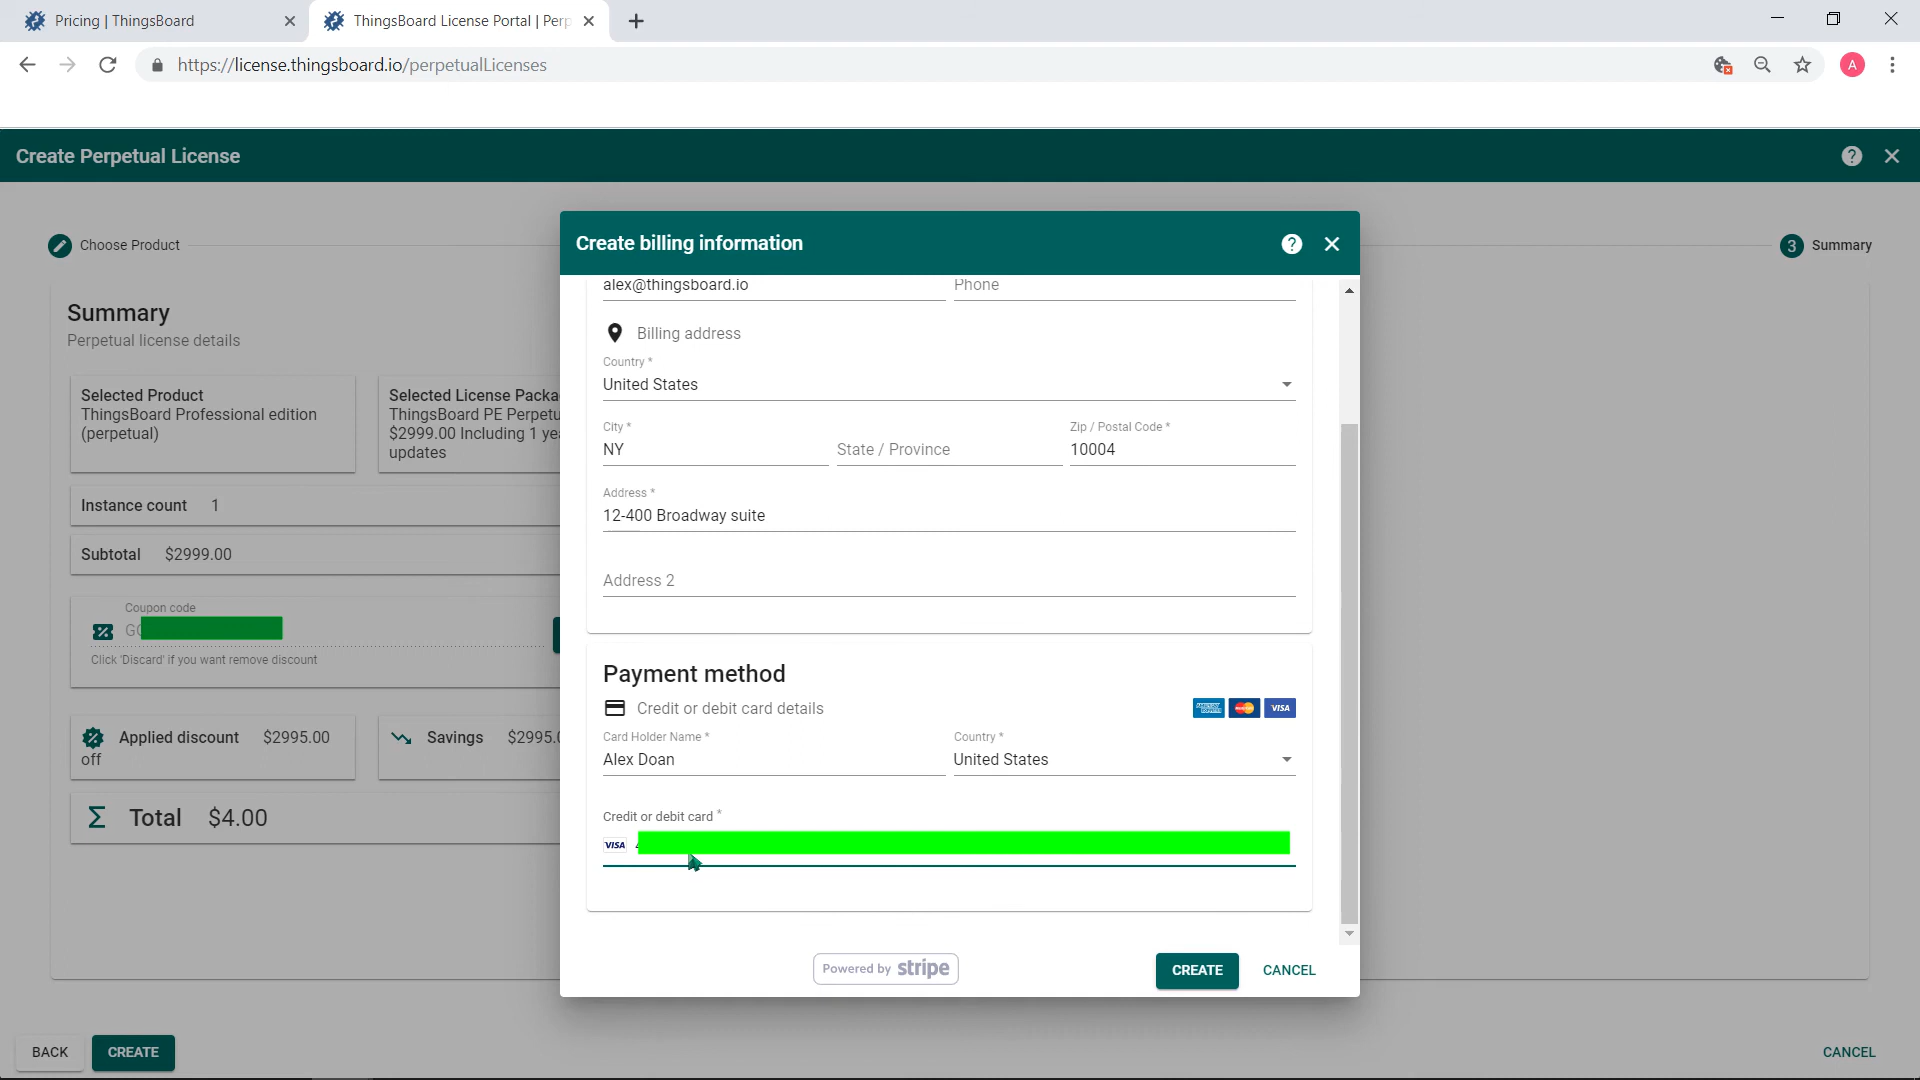 Pricing | ThingsBoard
ThingsBoard License Portal | Perp
https://license.thingsboard.io/perpetualLicenses
A
Create Perpetual License
Choose Product
3 Summary
Summary
Perpetual license details
Selected Product
ThingsBoard Professional edition
(perpetual)
Selected License Packa
ThingsBoard PE Perpetu
$2999.00 Including 1 ye
updates
Instance count 1
Subtotal $2999.00
Coupon code
Click 'Discard' if you want remove discount
Applied discount $2995.00
off
Savings $2995.
Total $4.00
BACK
CREATE
CANCEL
Create billing information
alex@thingsboard.io
Phone
Billing address
Country *
United States
City *
NY
State / Province
Zip / Postal Code *
10004
Address *
12-400 Broadway suite
Address 2
Payment method
Credit or debit card details
AMERICAN EXPRESS
VISA
Card Holder Name *
Alex Doan
Country *
United States
Credit or debit card *
VISA
Powered by stripe
CREATE
CANCEL